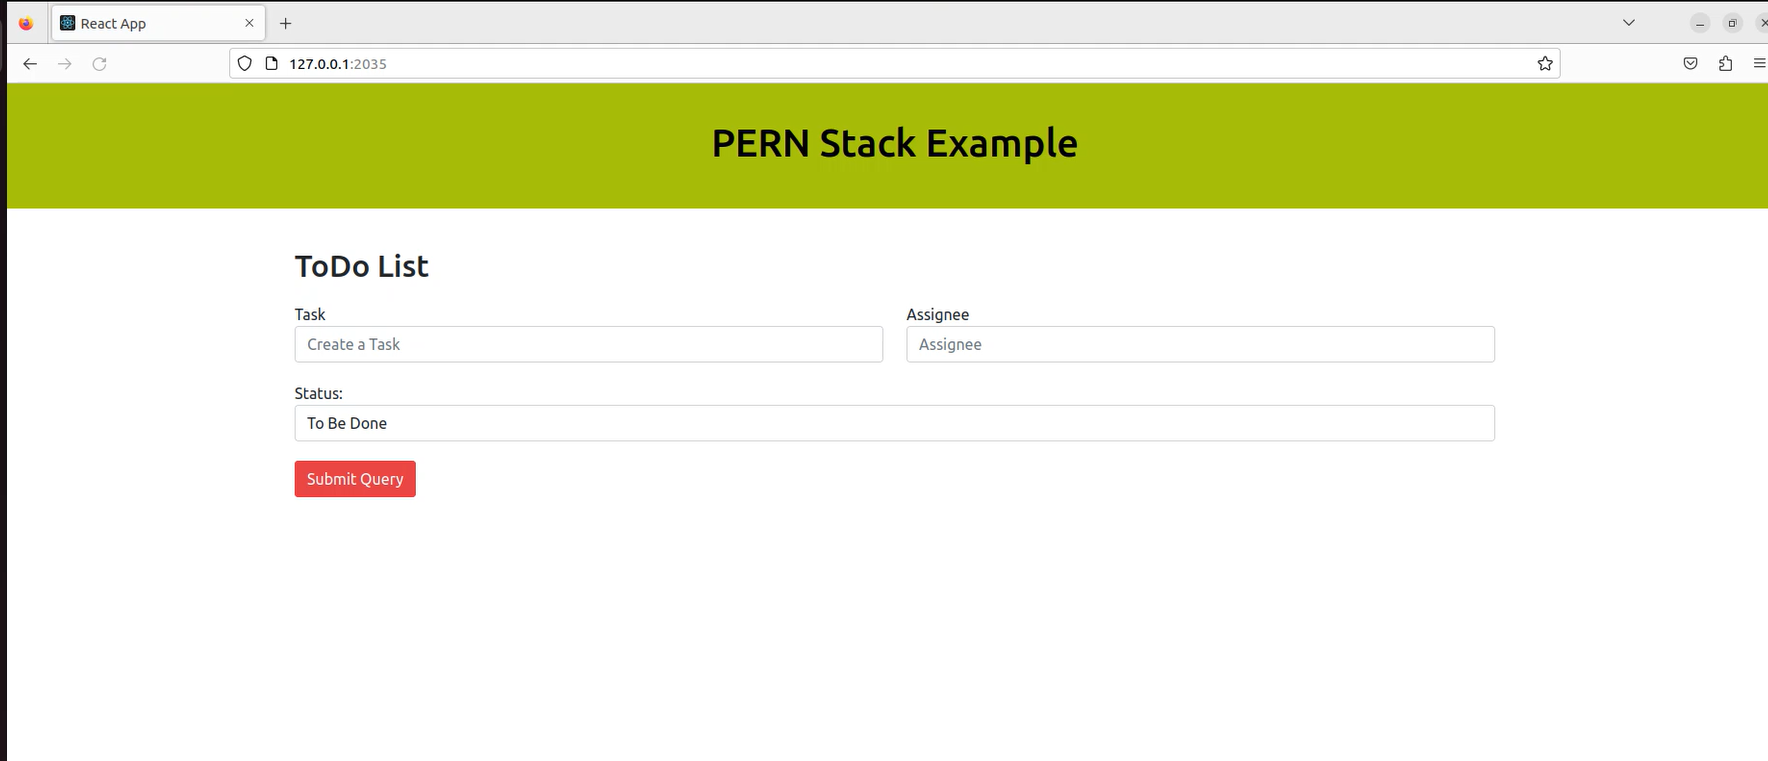 React App
127.0.0.1:2035
PERN Stack Example
ToDo List
Task
Assignee
Create a Task
Assignee
Status:
To Be Done
Submit Query